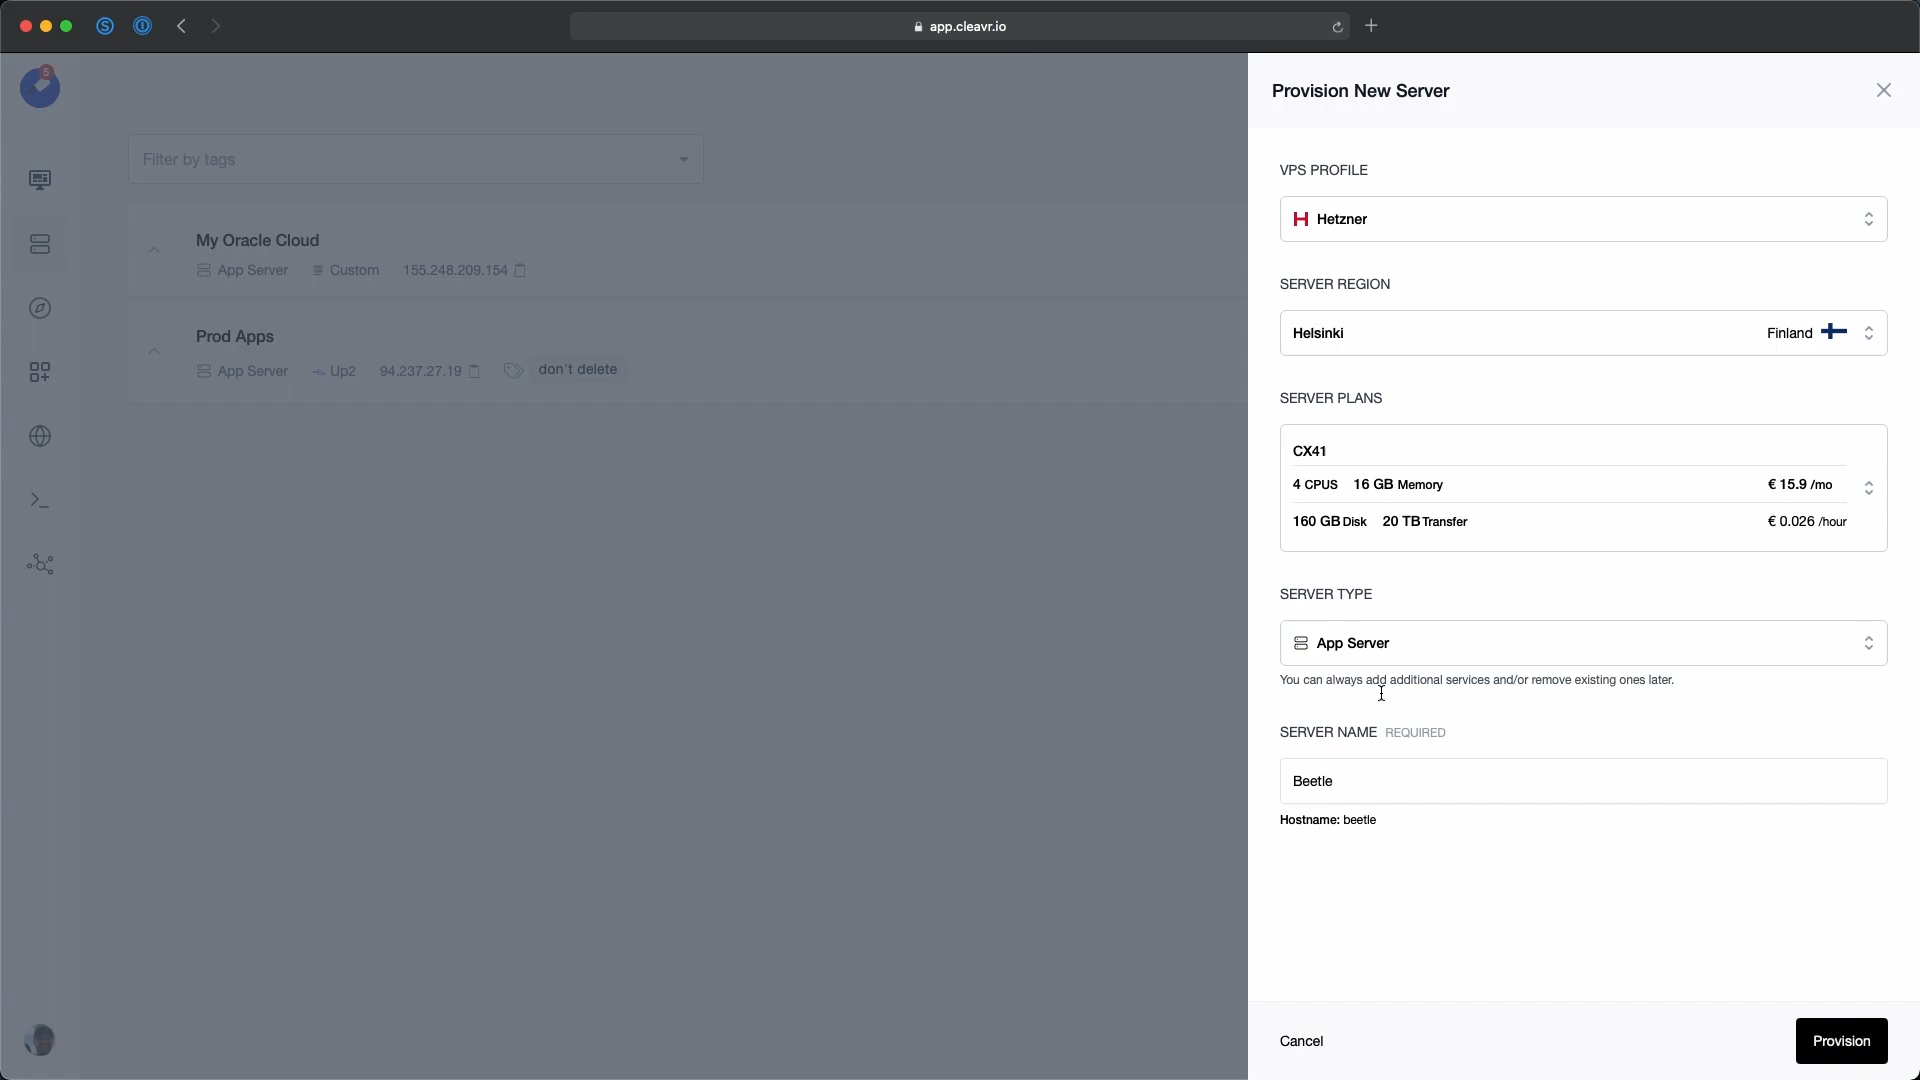 app.cleavr.io
5
Filter by tags
My Oracle Cloud
App Server Custom 155.248.209.154
Prod Apps
App Server Up2 94.237.27.19 don't delete
Provision New Server
VPS PROFILE
Hetzner
SERVER REGION
Helsinki Finland
SERVER PLANS
CX41
4 CPUS 16 GB Memory € 15.9 /mo
160 GB Disk 20 TB Transfer € 0.026 /hour
SERVER TYPE
App Server
You can always add additional services and/or remove existing ones later.
SERVER NAME REQUIRED
Beetle
Hostname: beetle
Cancel Provision